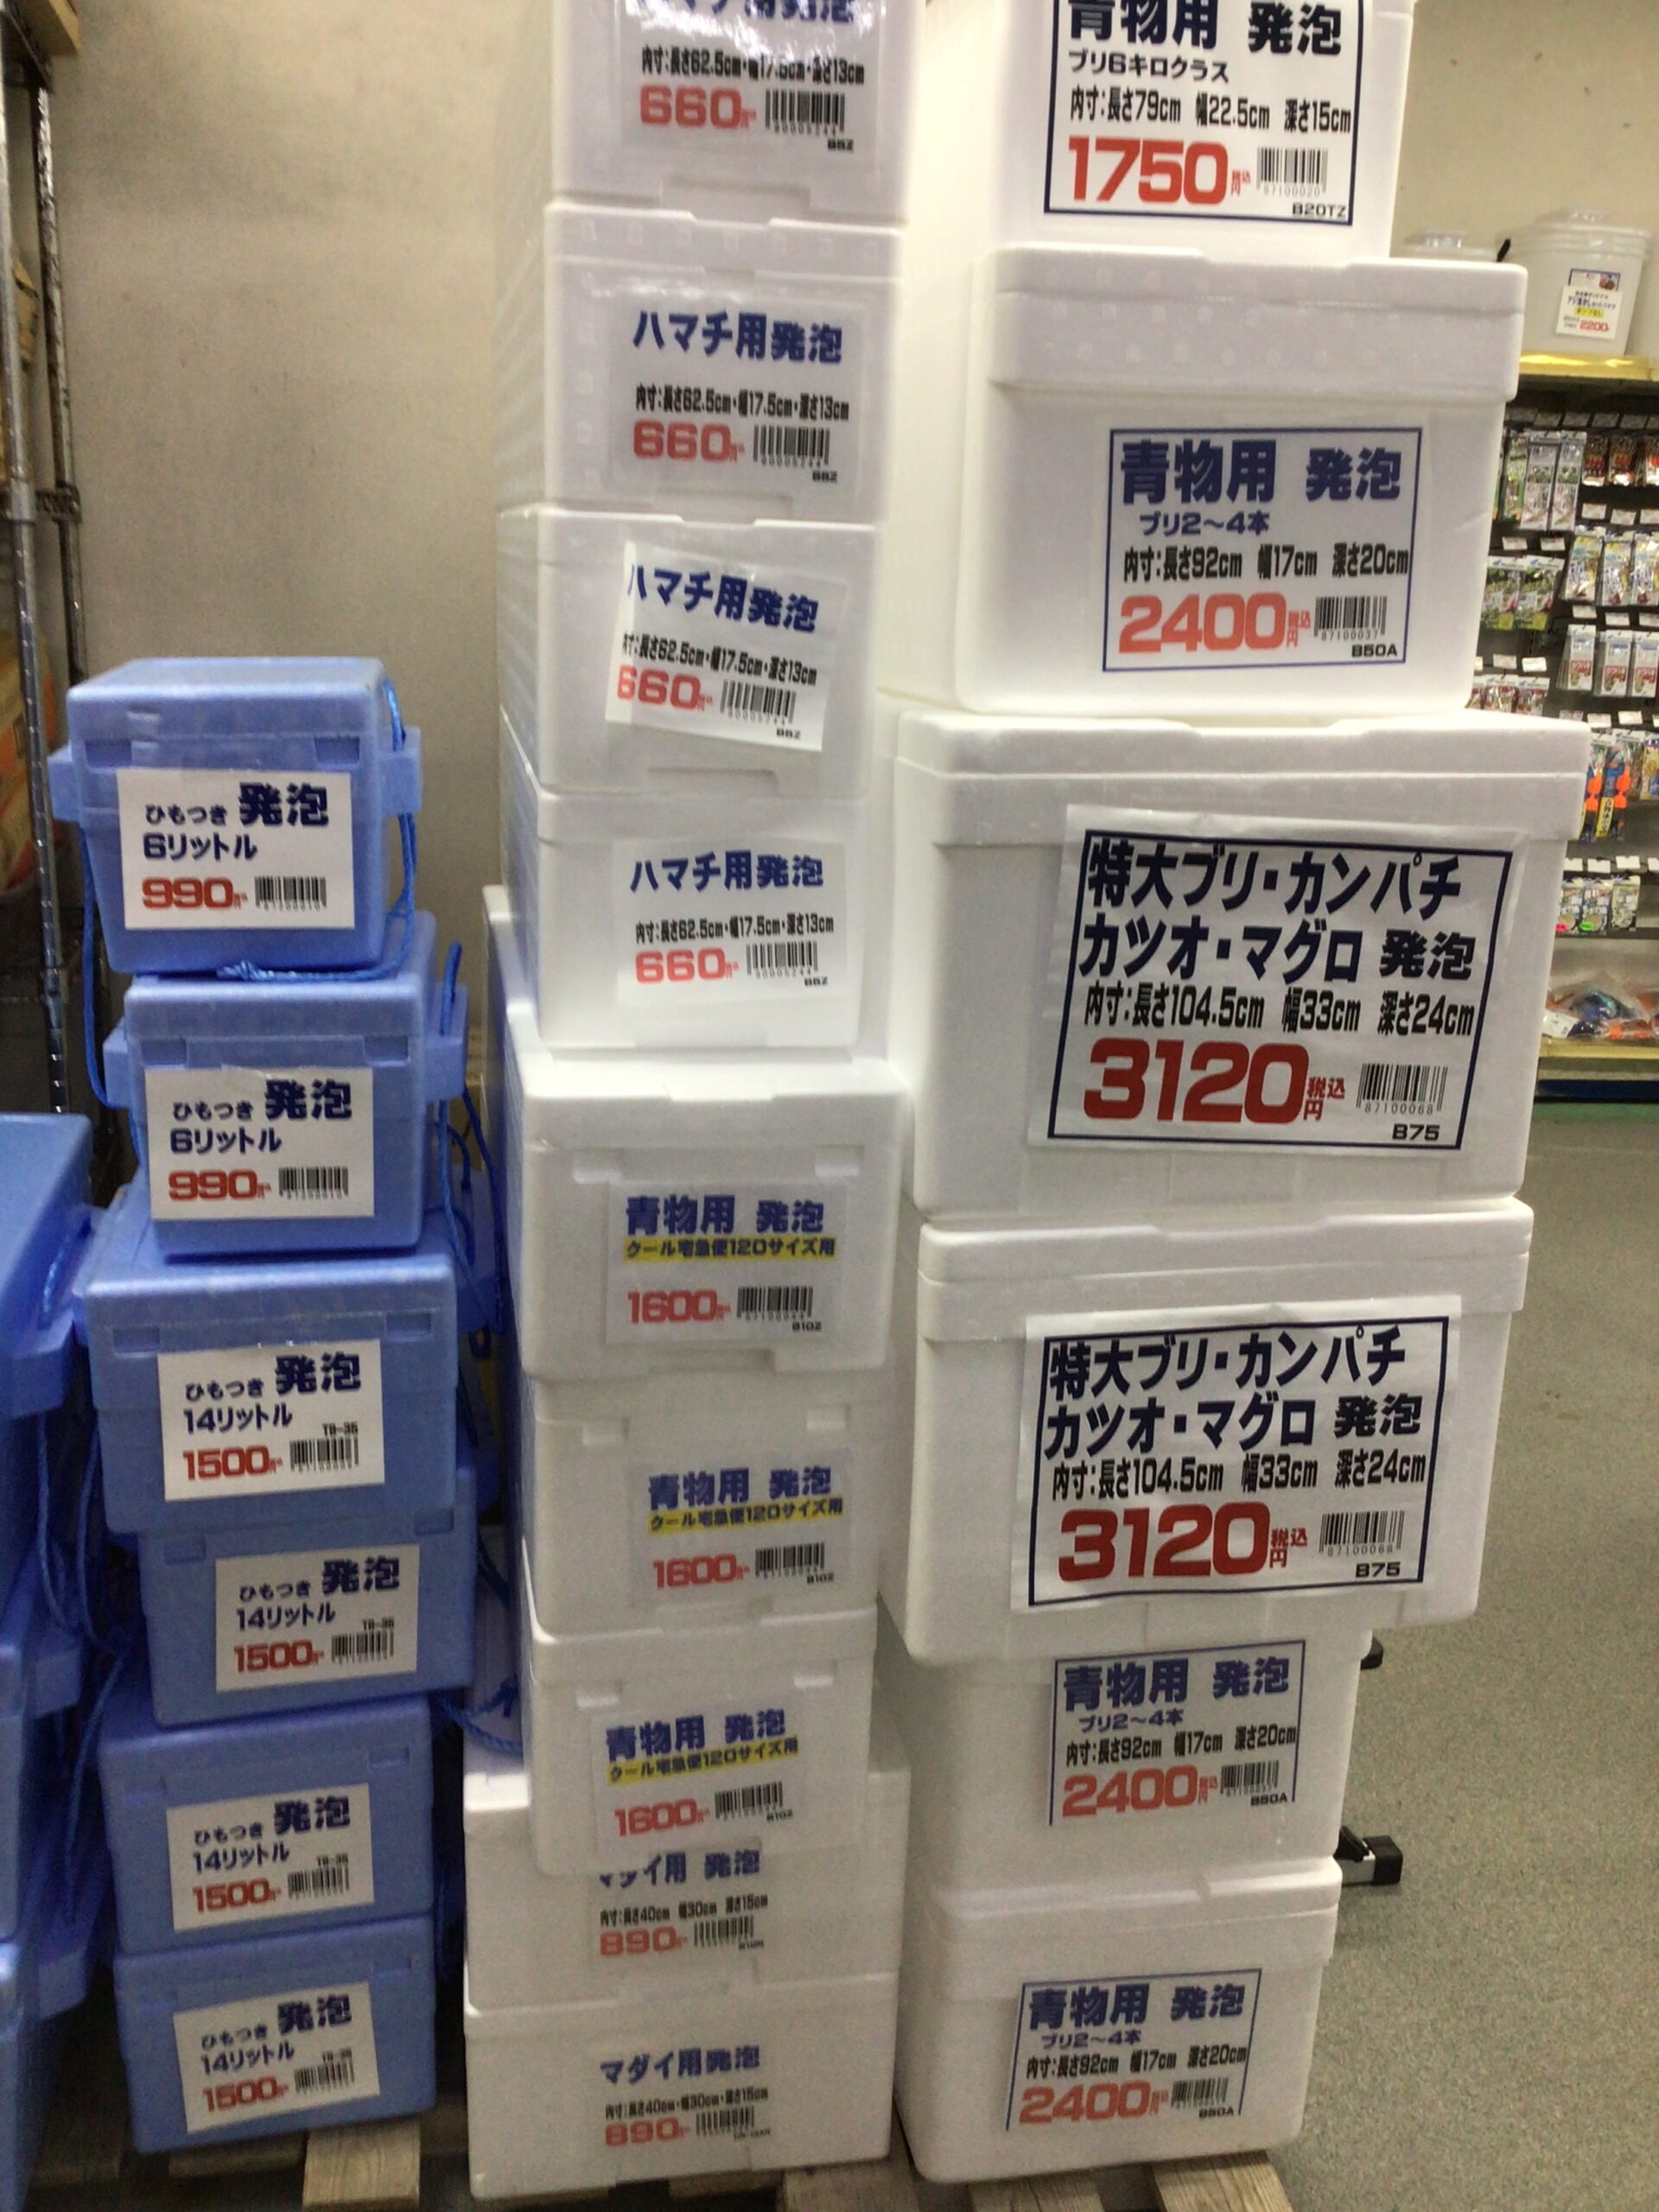 ひもつき 発泡
6リットル
990円
ひもつき 発泡
6リットル
990円
ひもつき 発泡
14リットル
TB-35
1500円
ひもつき 発泡
14リットル
TB-35
1500円
ひもつき 発泡
14リットル
TB-35
1500円
ひもつき 発泡
14リットル
TB-35
1500円
ハマチ用発泡
内寸:長さ62.5cm・幅17.5cm・深さ13cm
660円
ハマチ用発泡
内寸:長さ62.5cm・幅17.5cm・深さ13cm
660円
ハマチ用発泡
内寸:長さ62.5cm・幅17.5cm・深さ13cm
660円
ハマチ用発泡
内寸:長さ62.5cm・幅17.5cm・深さ13cm
660円
青物用 発泡
クール宅急便120サイズ用
1600円
B10Z
青物用 発泡
クール宅急便120サイズ用
1600円
B10Z
青物用 発泡
クール宅急便120サイズ用
1600円
B10Z
マダイ用 発泡
内寸:長さ40cm 幅30cm 深さ15cm
890円
マダイ用発泡
内寸:長さ40cm・幅30cm・深さ15cm
890円
青物用 発泡
ブリ6キロクラス
内寸:長さ79cm 幅22.5cm 深さ15cm
1750円税込
87100020
B20TZ
青物用 発泡
ブリ2〜4本
内寸:長さ92cm 幅17cm 深さ20cm
2400円税込
87100037
B50A
特大ブリ・カンパチ
カツオ・マグロ 発泡
内寸:長さ104.5cm 幅33cm 深さ24cm
3120円税込
87100068
B75
特大ブリ・カンパチ
カツオ・マグロ 発泡
内寸:長さ104.5cm 幅33cm 深さ24cm
3120円税込
87100068
B75
青物用 発泡
ブリ2〜4本
内寸:長さ92cm 幅17cm 深さ20cm
2400円税込
B50A
青物用 発泡
ブリ2〜4本
内寸:長さ92cm 幅17cm 深さ20cm
2400円税込
B50A
2200